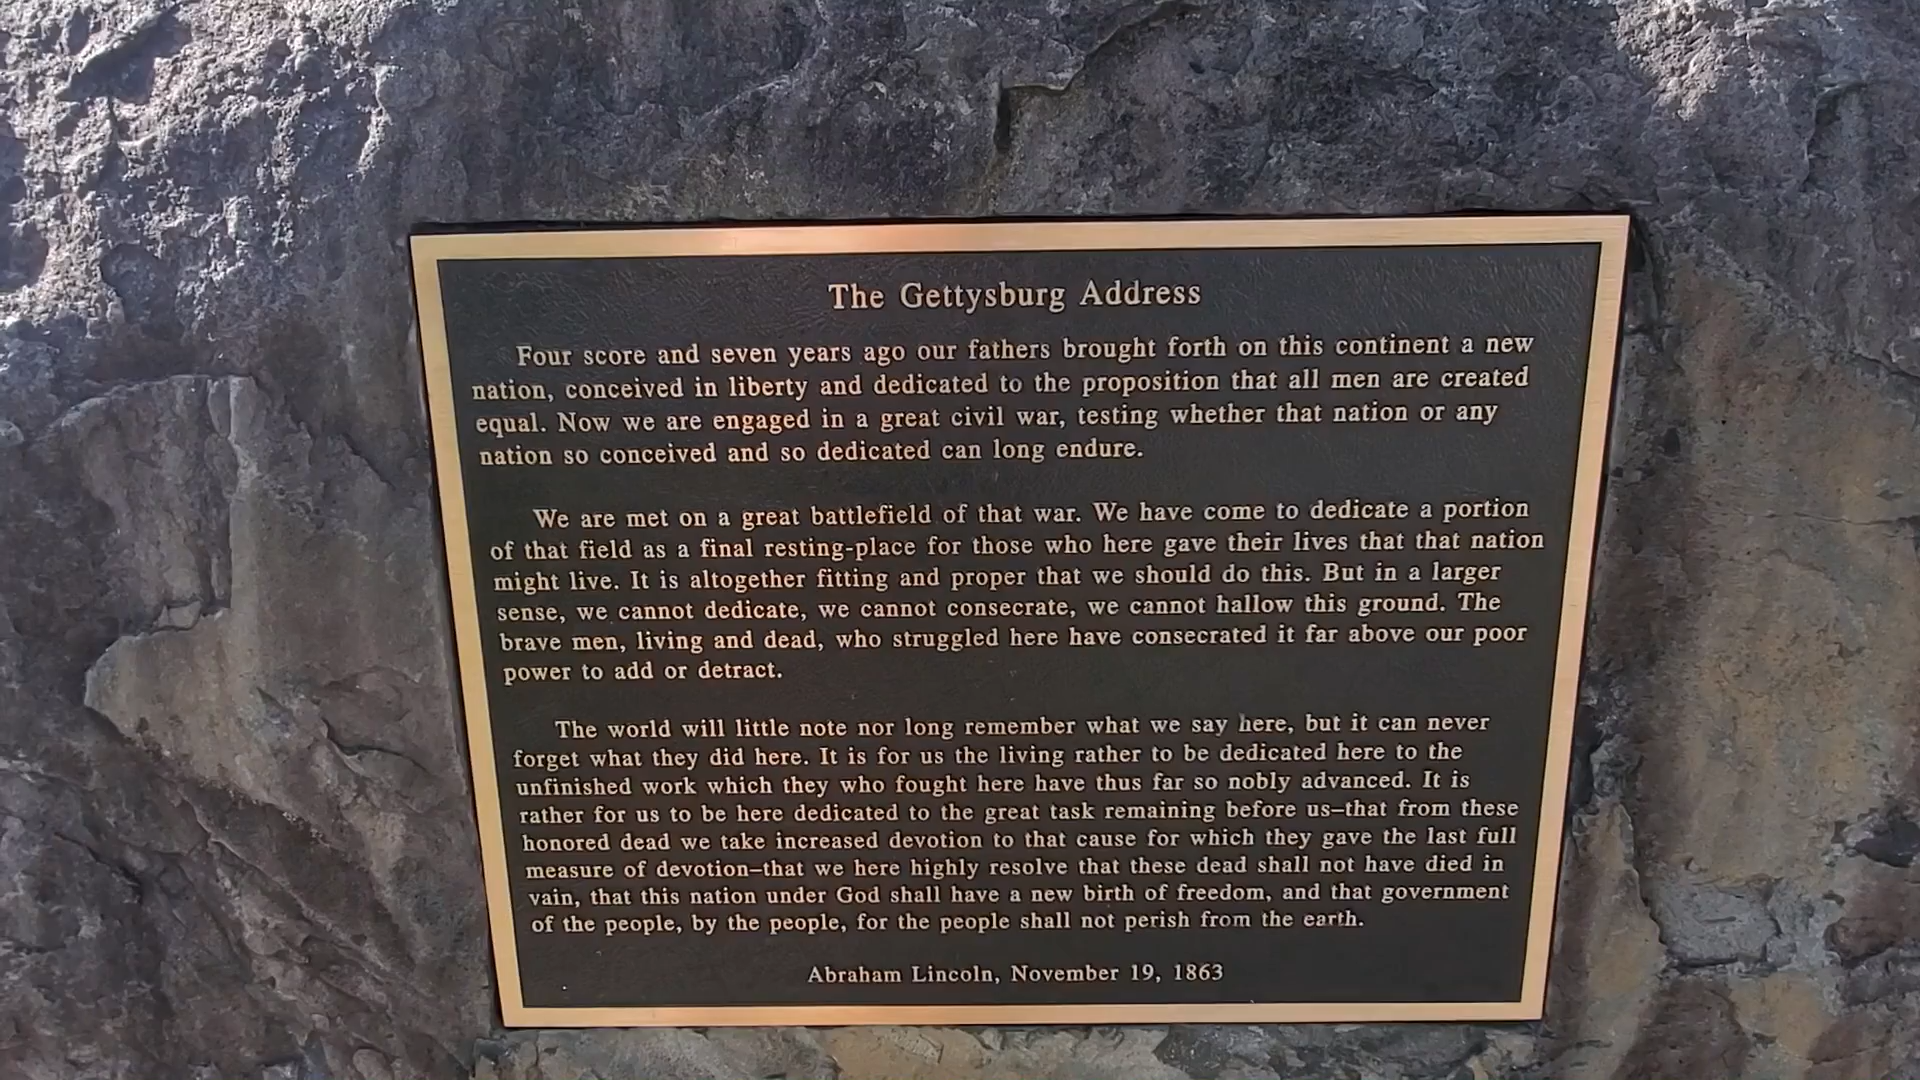 The Gettysburg Address
Four score and seven years ago our fathers brought forth on this continent a new
nation, conceived in liberty and dedicated to the proposition that all men are created
equal. Now we are engaged in a great civil war, testing whether that nation or any
nation so conceived and so dedicated can long endure.
We are met on a great battlefield of that war. We have come to dedicate a portion
of that field as a final resting-place for those who here gave their lives that that nation
might live. It is altogether fitting and proper that we should do this. But in a larger
sense, we cannot dedicate, we cannot consecrate, we cannot hallow this ground. The
brave men, living and dead, who struggled here have consecrated it far above our poor
power to add or detract.
The world will little note nor long remember what we say here, but it can never
forget what they did here. It is for us the living rather to be dedicated here to the
unfinished work which they who fought here have thus far so nobly advanced. It is
rather for us to be here dedicated to the great task remaining before us–that from these
honored dead we take increased devotion to that cause for which they gave the last full
measure of devotion–that we here highly resolve that these dead shall not have died in
vain, that this nation under God shall have a new birth of freedom, and that government
of the people, by the people, for the people shall not perish from the earth.
Abraham Lincoln, November 19, 1863